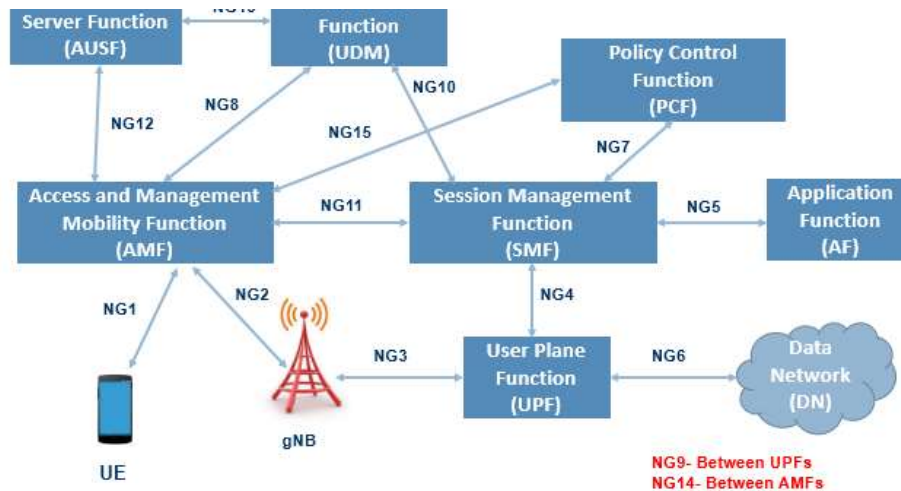 Server Function
(AUSF)
Function
(UDM)
Policy Control
Function
(PCF)
NG8
NG10
NG12
NG15
NG7
Access and Management
Mobility Function
(AMF)
NG11
Session Management
Function
(SMF)
NG5
Application
Function
(AF)
NG1
NG2
NG4
NG3
User Plane
Function
(UPF)
NG6
Data
Network
(DN)
gNB
UE
NG9- Between UPFs
NG14- Between AMFs